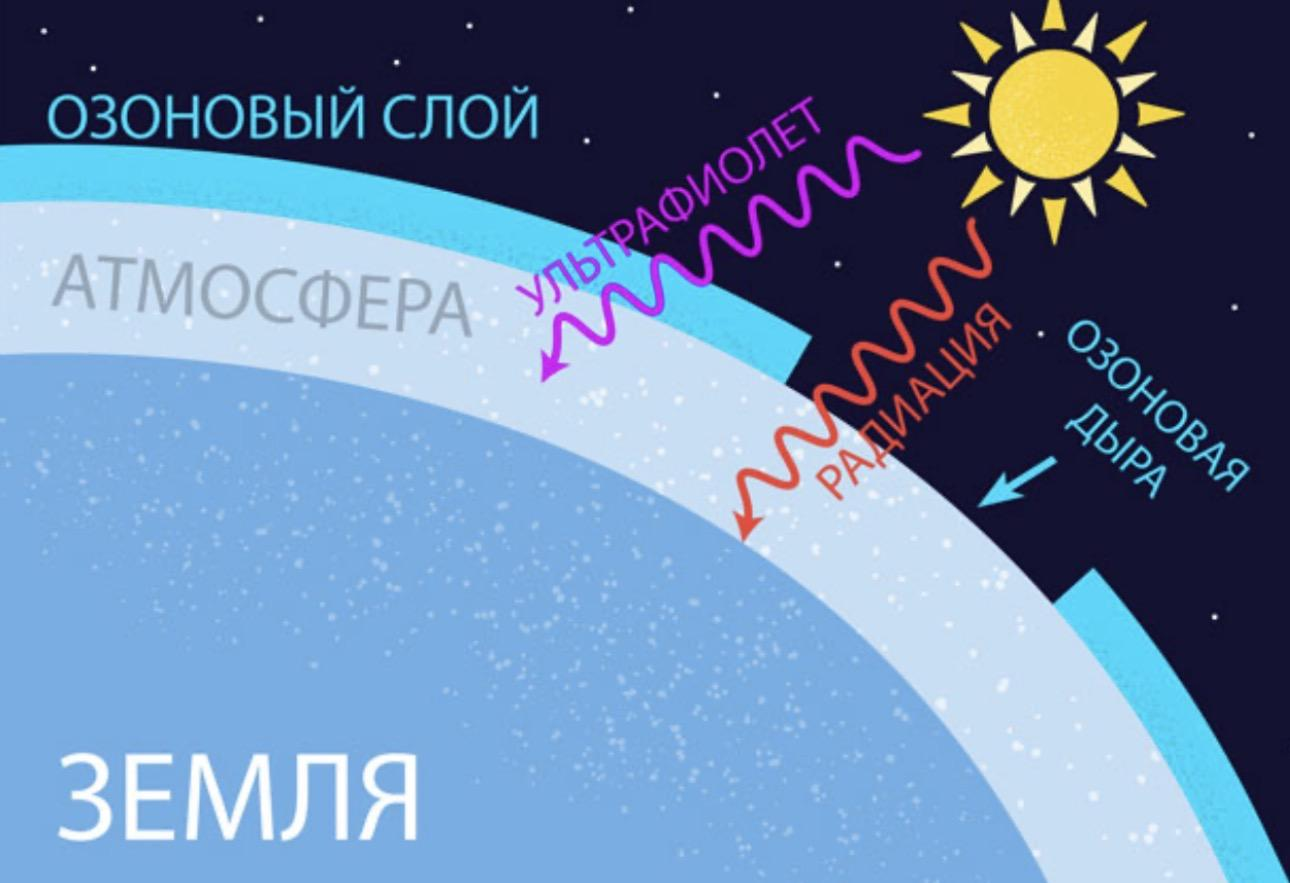 ОЗОНОВЫЙ СЛОЙ
УЛЬТРАФИОЛЕТ
АТМОСФЕРА
РАДИАЦИЯ
ОЗОНОВАЯ
ДЫРА
ЗЕМЛЯ